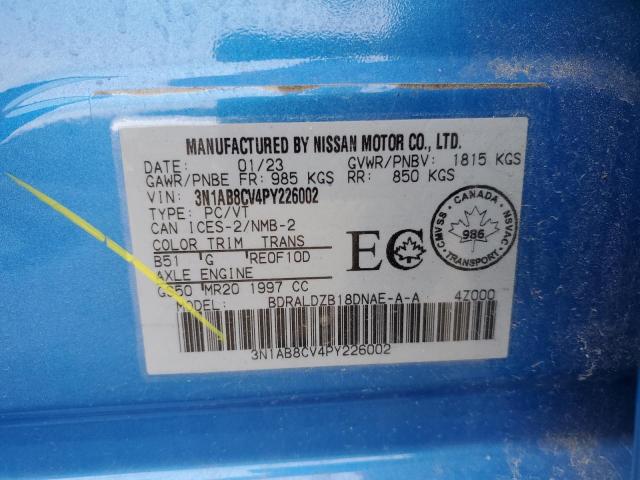 MANUFACTURED BY NISSAN MOTOR CO., LTD.
DATE: 01/23 GVWR/PNBV: 1815 KGS
GAWR/PNBE FR: 985 KGS RR: 850 KGS
VIN: 3N1AB8CV4PY226002
TYPE: PC/VT
CAN ICES-2/NMB-2
COLOR TRIM TRANS
B51 G RE0F10D
AXLE ENGINE
GS50 MR20 1997 CC
MODEL: BDRALDZB18DNAE-A-A 4Z000
3N1AB8CV4PY226002
EC
CANADA
CMVSS 986 NSVAC